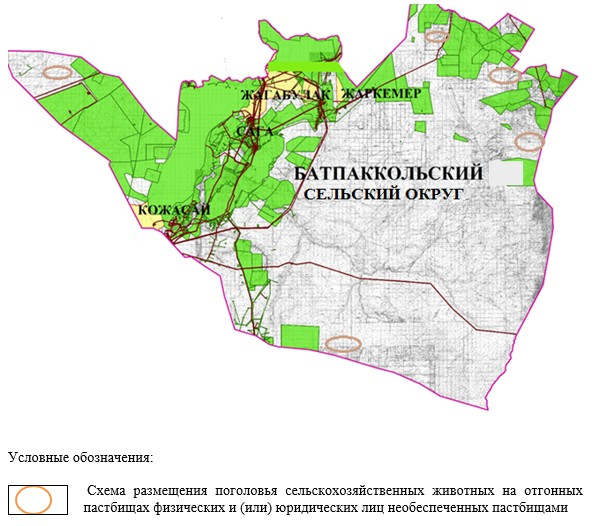 ЖАГАБУЛАК ЖАРКЕМЕР
САГА
БАТПАККОЛЬСКИЙ
СЕЛЬСКИЙ ОКРУГ
КОЖАСАЙ
Условные обозначения:
Схема размещения поголовья сельскохозяйственных животных на отгонных
пастбищах физических и (или) юридических лиц необеспеченных пастбищами